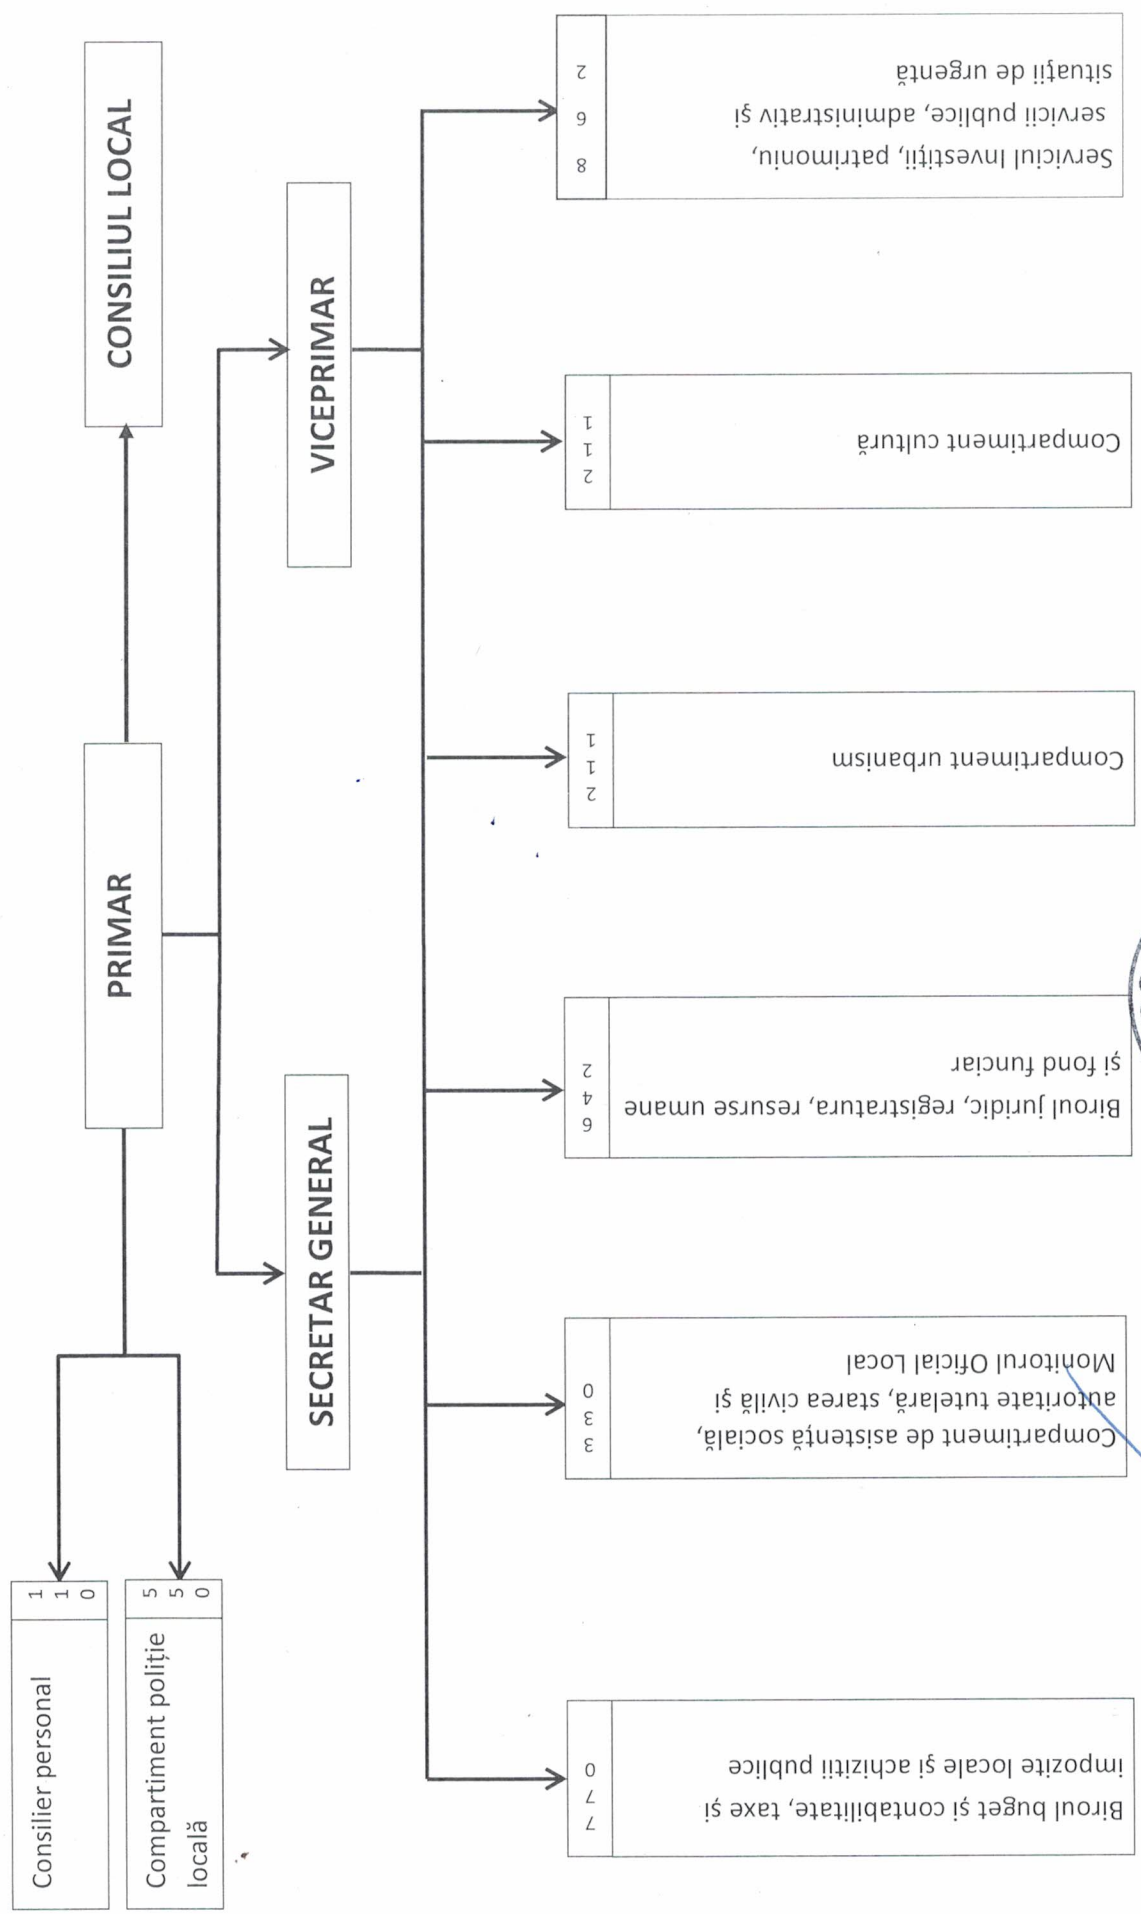 CONSILIUL LOCAL
PRIMAR
VICEPRIMAR
SECRETAR GENERAL
Consilier personal
1
1
0
Compartiment poliție
locală
5
5
0
Biroul buget și contabilitate, taxe și
impozite locale și achizitii publice
7
7
0
Compartiment de asistență socială,
autoritate tutelară, starea civilă și
Monitorul Oficial Local
3
3
0
Biroul juridic, registratura, resurse umane
și fond funciar
6
4
2
Compartiment urbanism
2
1
1
Compartiment cultură
2
1
1
Serviciul Investiții, patrimoniu,
servicii publice, administrativ și
situații de urgentă
8
6
2